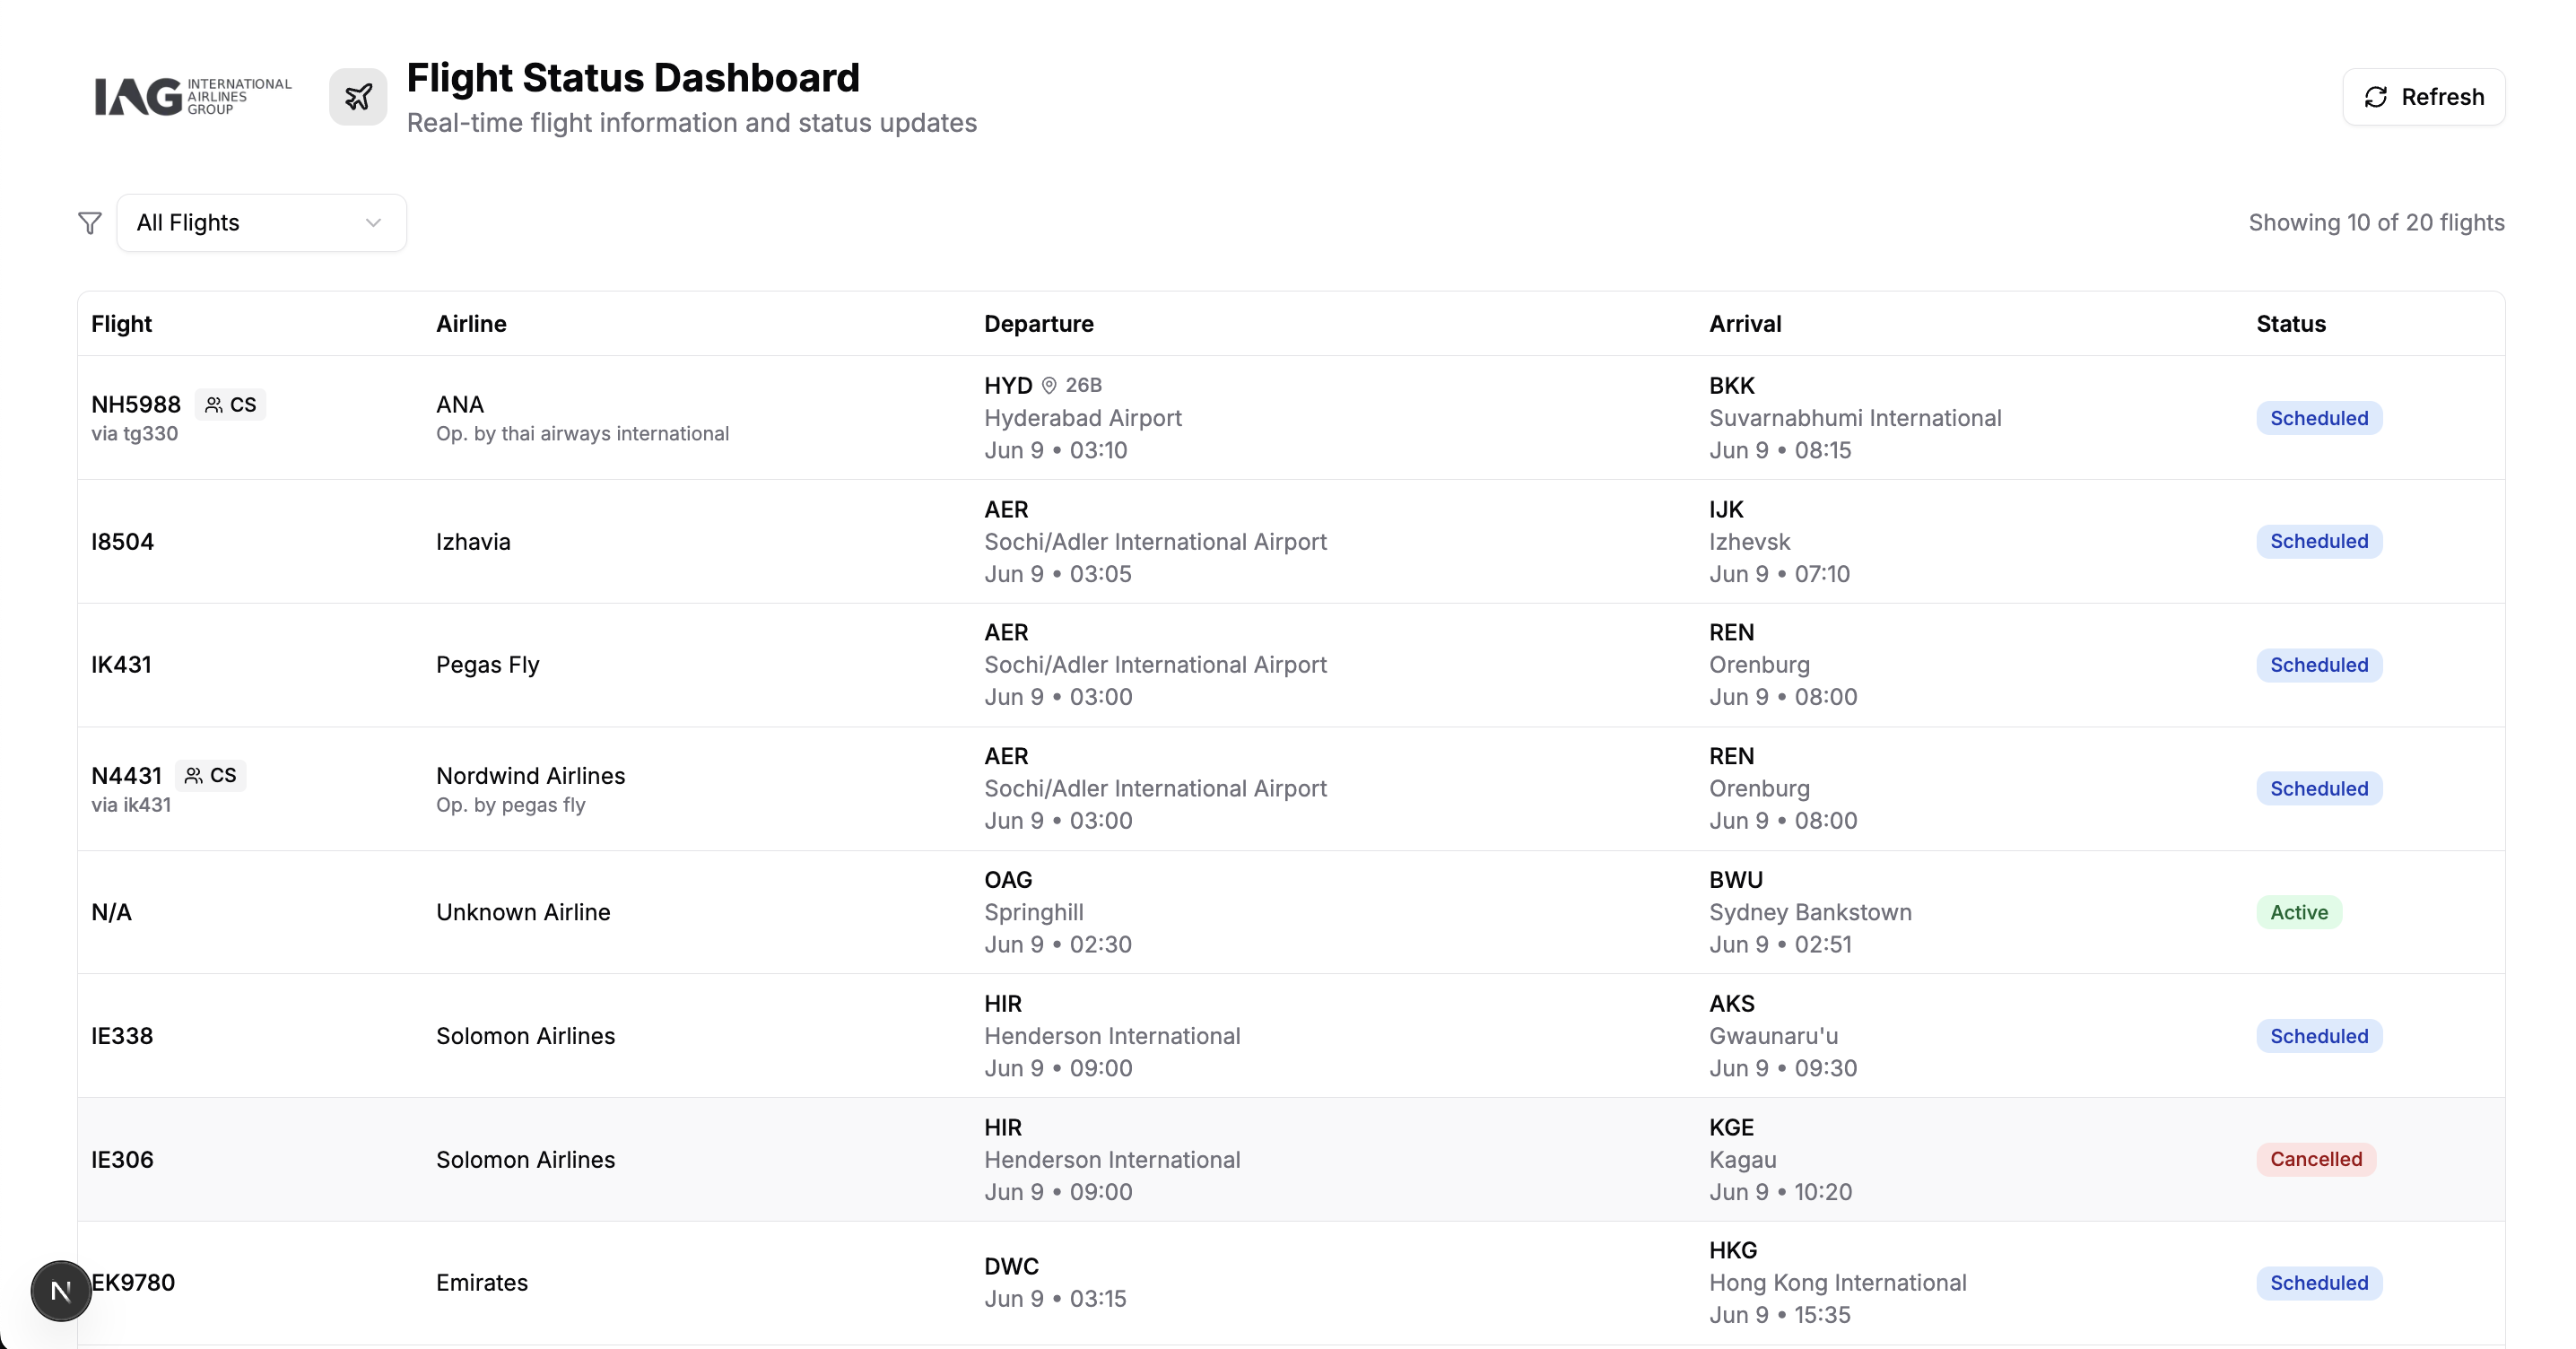 IAG INTERNATIONAL
AIRLINES
GROUP
Flight Status Dashboard
Real-time flight information and status updates
Refresh
All Flights
Showing 10 of 20 flights
Flight Airline Departure Arrival Status
NH5988 CS
via tg330
ANA
Op. by thai airways international
HYD 26B
Hyderabad Airport
Jun 9 • 03:10
BKK
Suvarnabhumi International
Jun 9 • 08:15
Scheduled
I8504
Izhavia
AER
Sochi/Adler International Airport
Jun 9 • 03:05
IJK
Izhevsk
Jun 9 • 07:10
Scheduled
IK431
Pegas Fly
AER
Sochi/Adler International Airport
Jun 9 • 03:00
REN
Orenburg
Jun 9 • 08:00
Scheduled
N4431 CS
via ik431
Nordwind Airlines
Op. by pegas fly
AER
Sochi/Adler International Airport
Jun 9 • 03:00
REN
Orenburg
Jun 9 • 08:00
Scheduled
N/A
Unknown Airline
OAG
Springhill
Jun 9 • 02:30
BWU
Sydney Bankstown
Jun 9 • 02:51
Active
IE338
Solomon Airlines
HIR
Henderson International
Jun 9 • 09:00
AKS
Gwaunaru'u
Jun 9 • 09:30
Scheduled
IE306
Solomon Airlines
HIR
Henderson International
Jun 9 • 09:00
KGE
Kagau
Jun 9 • 10:20
Cancelled
N
EK9780
Emirates
DWC
Jun 9 • 03:15
HKG
Hong Kong International
Jun 9 • 15:35
Scheduled